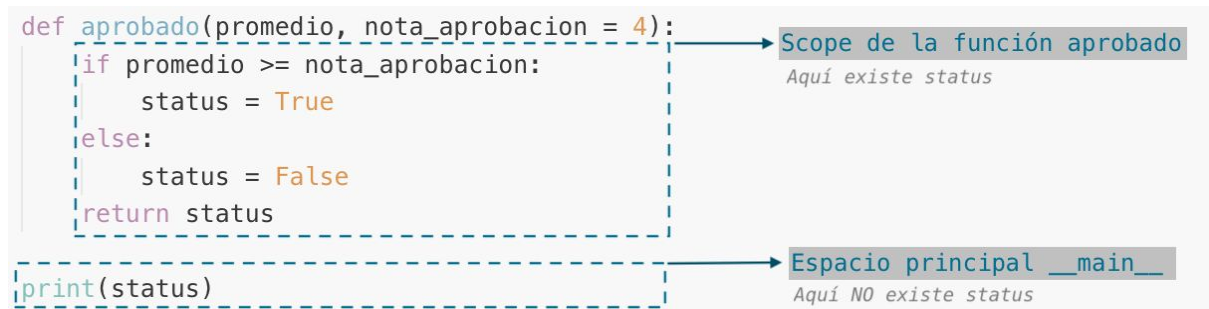 def aprobado(promedio, nota_aprobacion = 4):
if promedio >= nota_aprobacion:
status = True
else:
status = False
return status
print(status)
Scope de la función aprobado
Aquí existe status
Espacio principal __main__
Aquí NO existe status